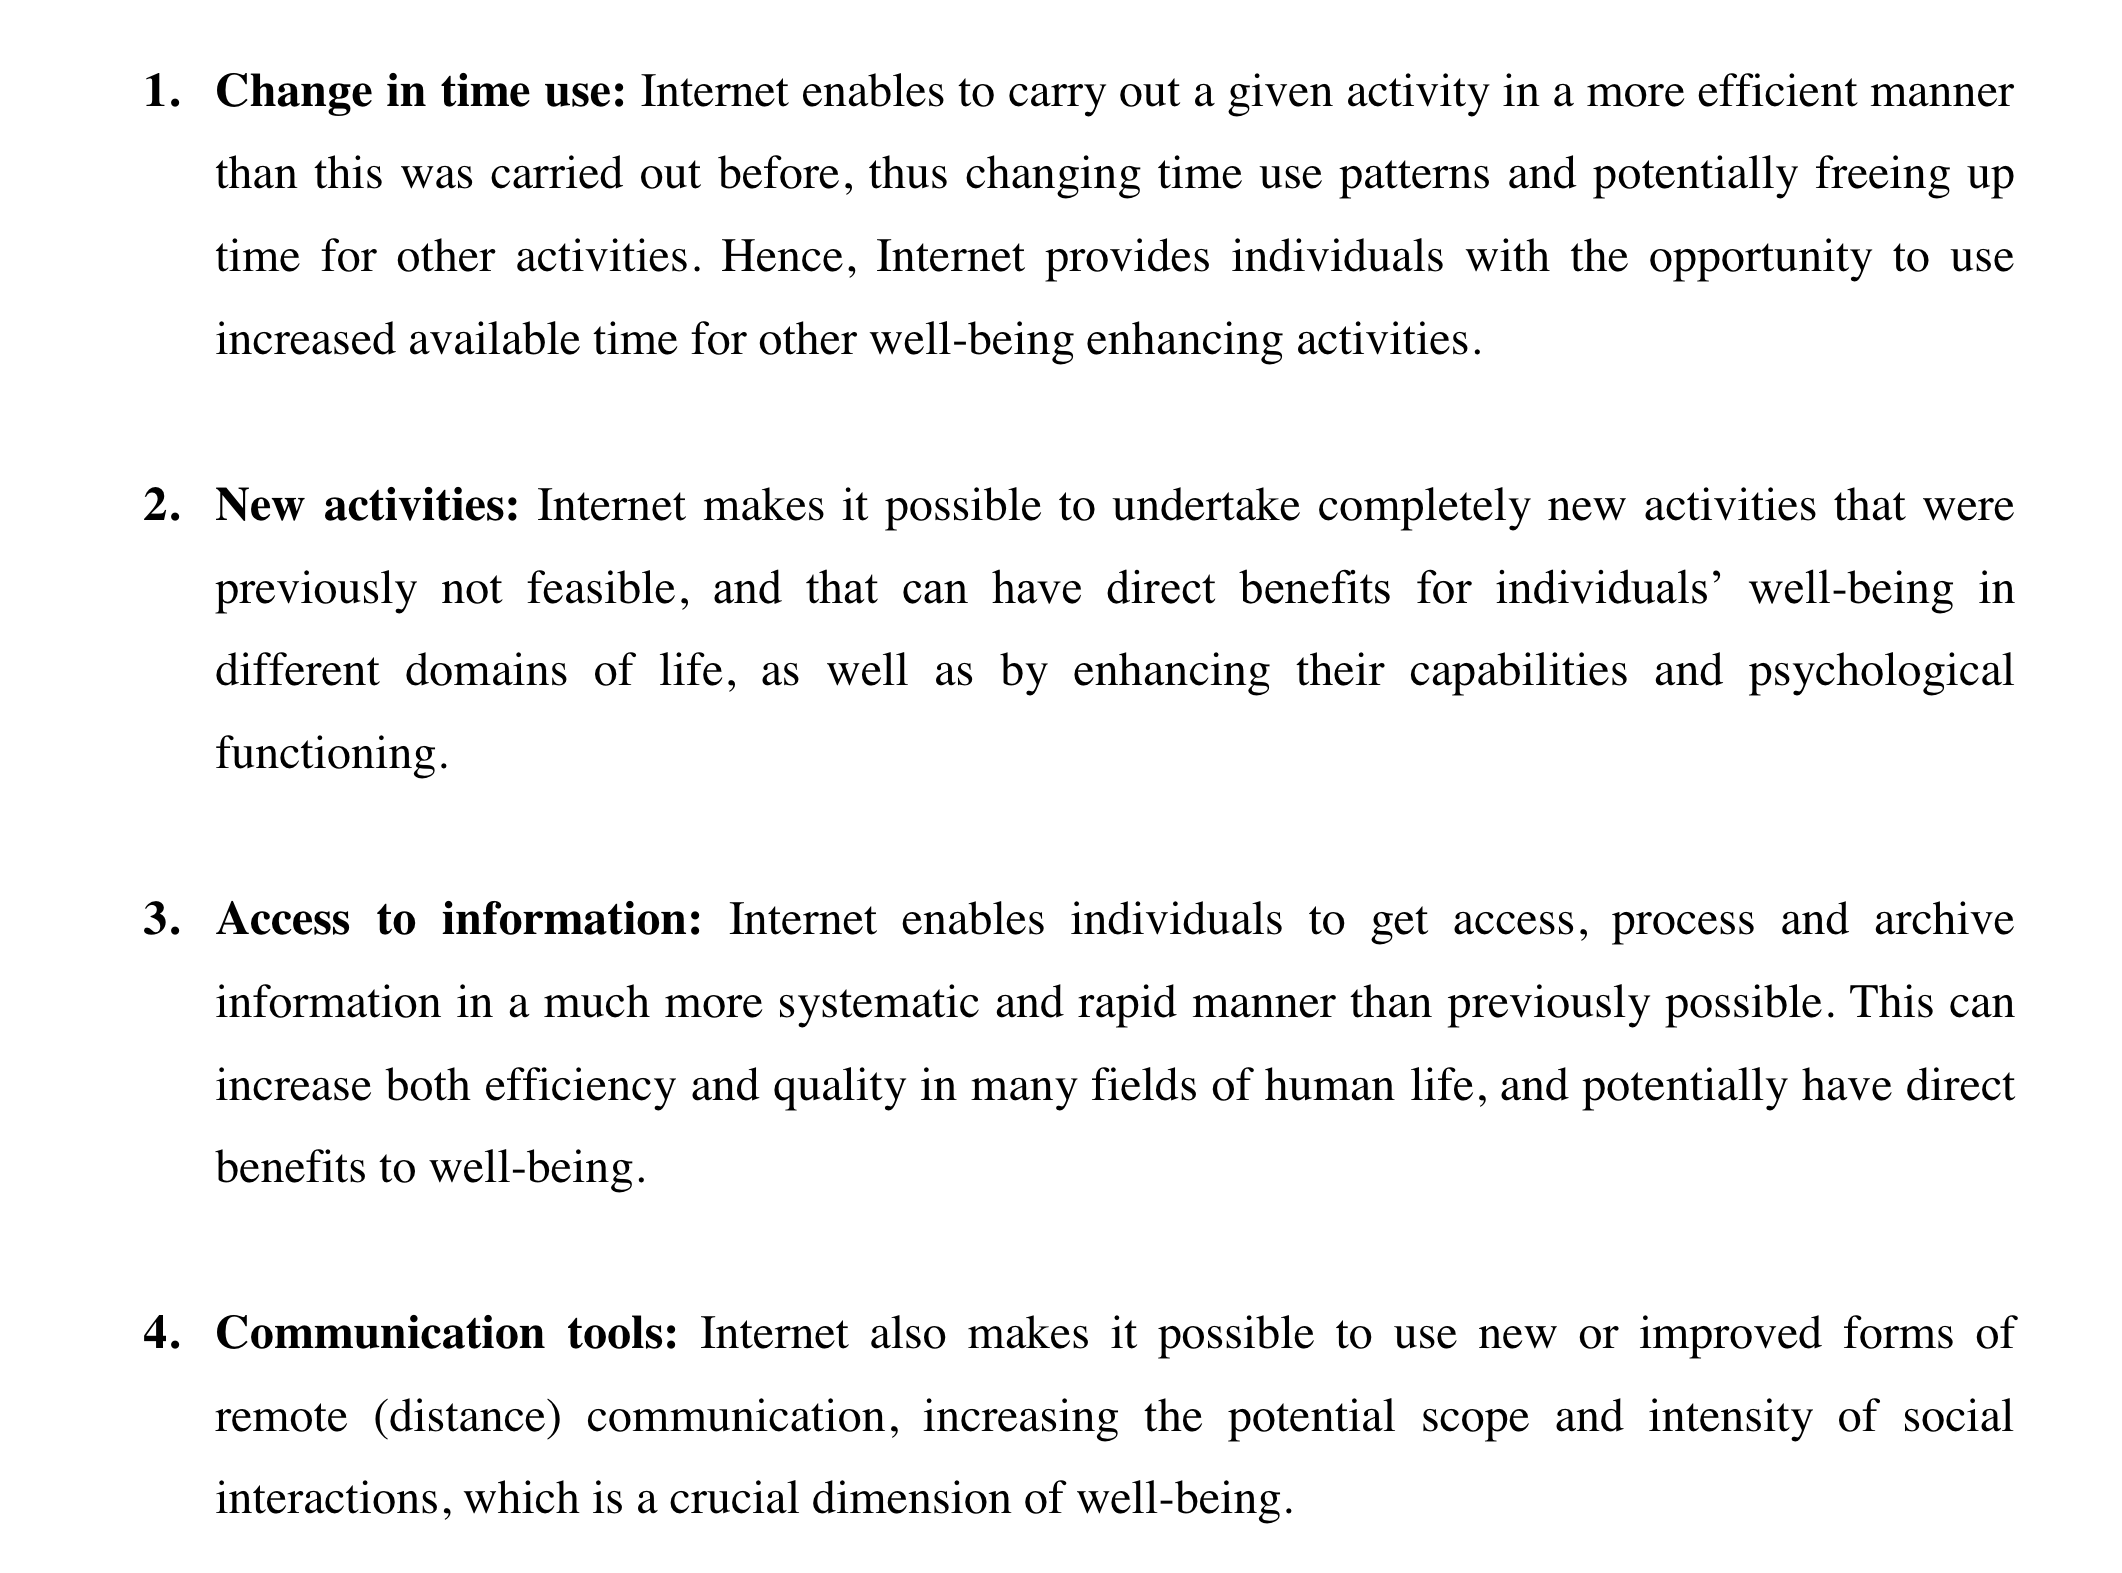 1. Change in time use: Internet enables to carry out a given activity in a more efficient manner
than this was carried out before, thus changing time use patterns and potentially freeing up
time for other activities. Hence, Internet provides individuals with the opportunity to use
increased available time for other well-being enhancing activities.
2. New activities: Internet makes it possible to undertake completely new activities that were
previously not feasible, and that can have direct benefits for individuals’ well-being in
different domains of life, as well as by enhancing their capabilities and psychological
functioning.
3. Access to information: Internet enables individuals to get access, process and archive
information in a much more systematic and rapid manner than previously possible. This can
increase both efficiency and quality in many fields of human life, and potentially have direct
benefits to well-being.
4. Communication tools: Internet also makes it possible to use new or improved forms of
remote (distance) communication, increasing the potential scope and intensity of social
interactions, which is a crucial dimension of well-being.